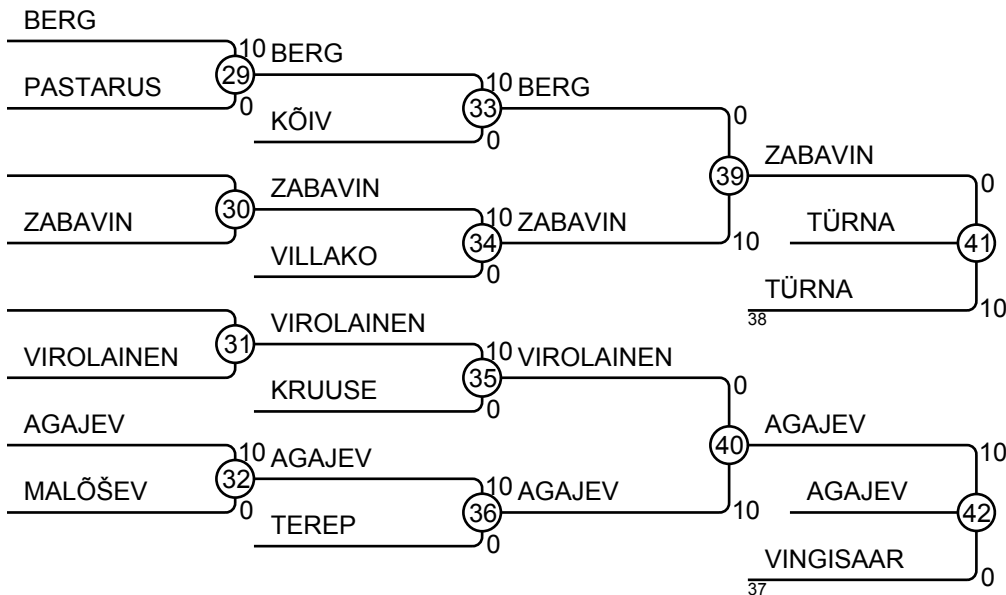 BERG
10 BERG
29
PASTARUS
0
10 BERG
33
KÕIV
0
0
ZABAVIN
39
0
ZABAVIN
30
ZABAVIN
10 ZABAVIN
34
VILLAKO
0
10
TÜRNA
41
TÜRNA
38
10
VIROLAINEN
31
VIROLAINEN
10 VIROLAINEN
35
KRUUSE
0
0
AGAJEV
40
10
AGAJEV
10 AGAJEV
32
MALÕŠEV
0
10 AGAJEV
36
TEREP
0
10
AGAJEV
42
VINGISAAR
37
0